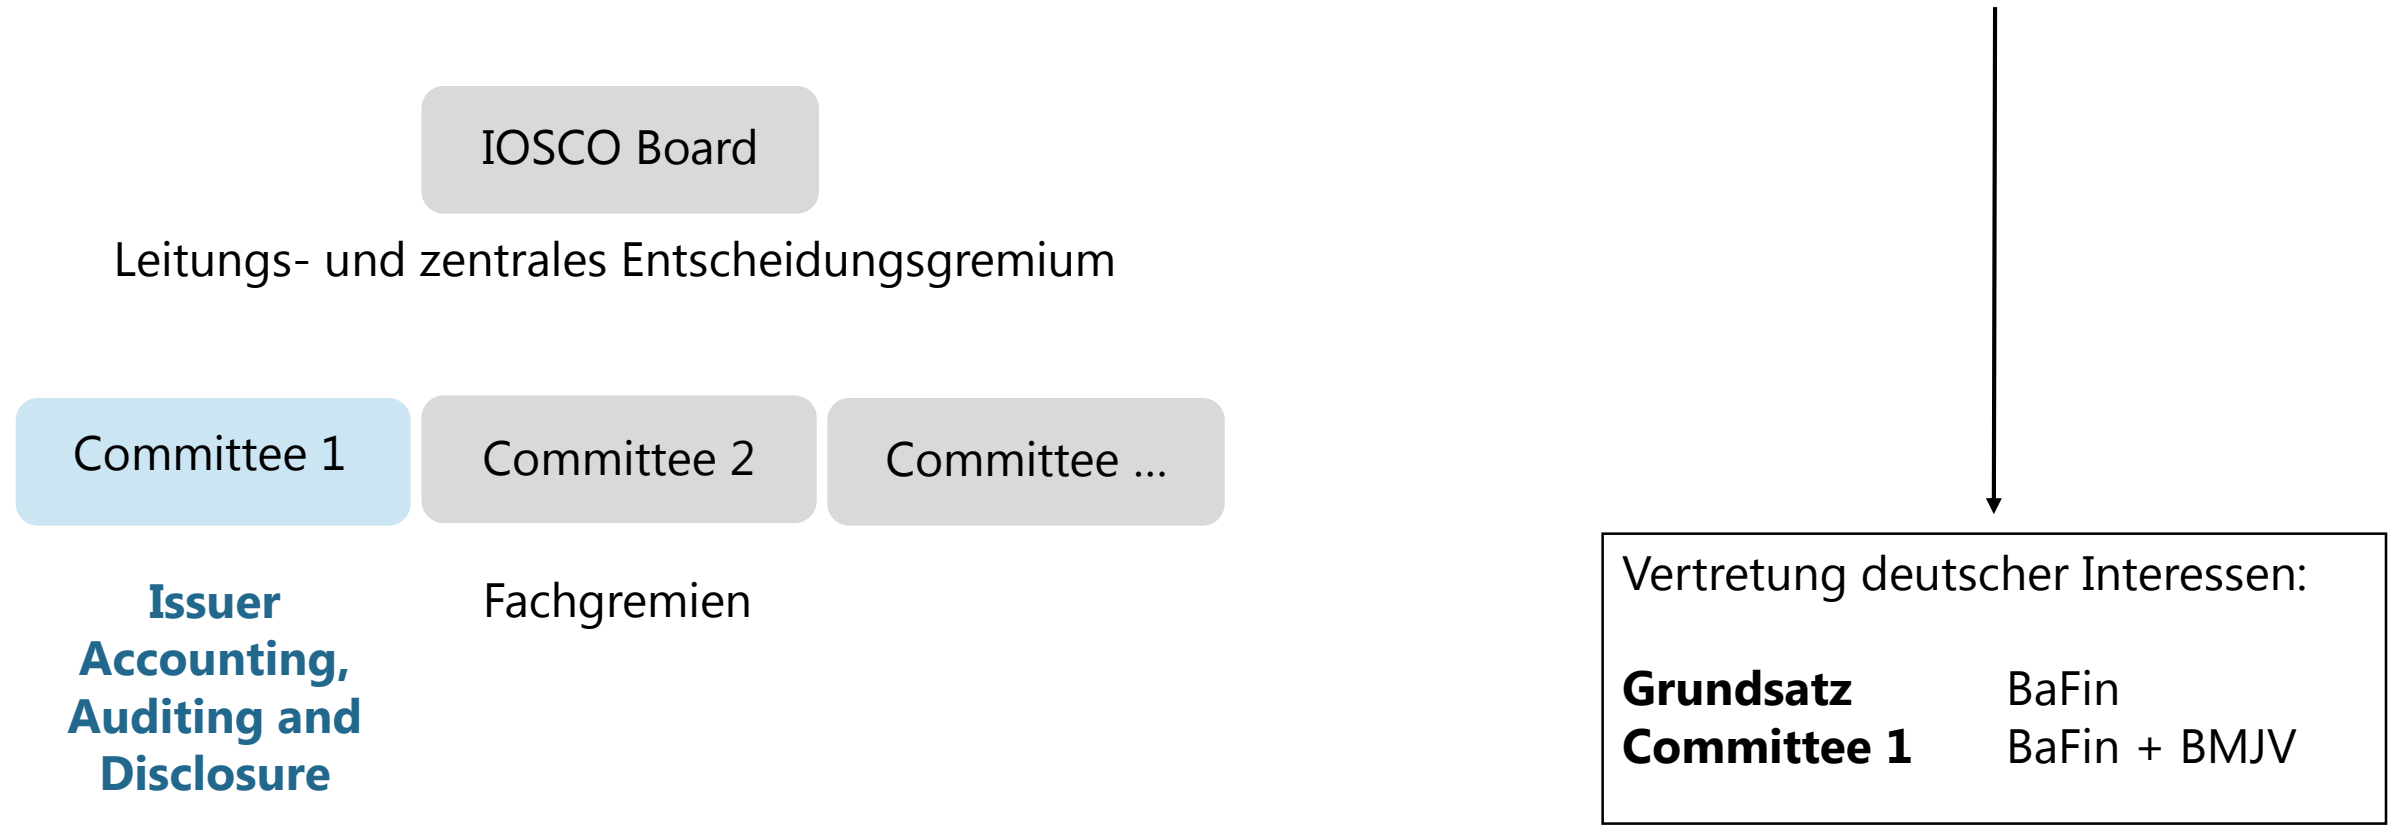 IOSCO Board
Leitungs- und zentrales Entscheidungsgremium
Committee 1
Committee 2
Committee ...
Issuer
Accounting,
Auditing and
Disclosure
Fachgremien
Vertretung deutscher Interessen:
Grundsatz BaFin
Committee 1 BaFin + BMJV